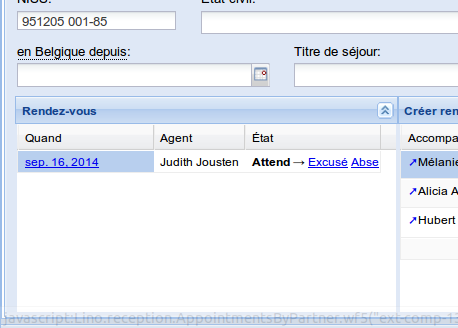 NISS:
État civil:
951205 001-85
en Belgique depuis:
Titre de séjour:
Rendez-vous
Créer ren
Quand
Agent
État
Accompa
sep. 16, 2014
Judith Jousten
Attend → Excusé Abse
↗Mélanie
↗Alicia A
↗Hubert
javascript:Lino.reception.AppointmentsByPartner.wf5("ext-comp-1